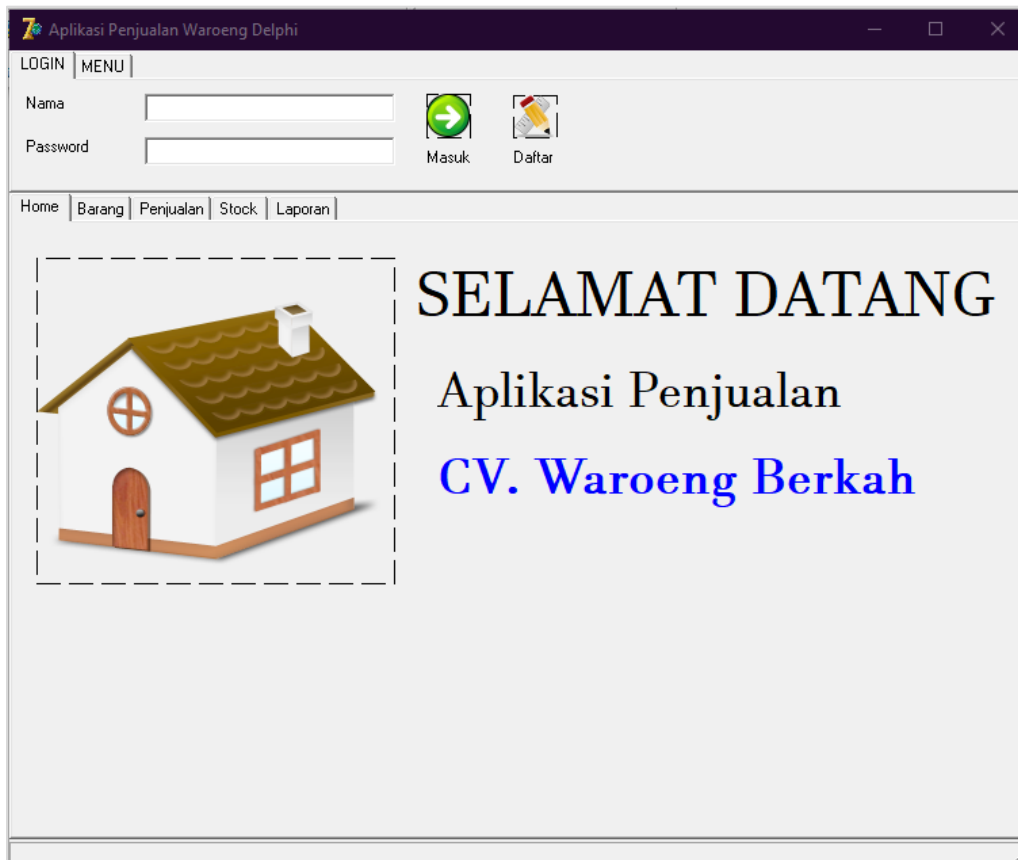 Aplikasi Penjualan Waroeng Delphi
LOGIN MENU
Nama
Password
Masuk Daftar
Home Barang Penjualan Stock Laporan
SELAMAT DATANG
Aplikasi Penjualan
CV. Waroeng Berkah